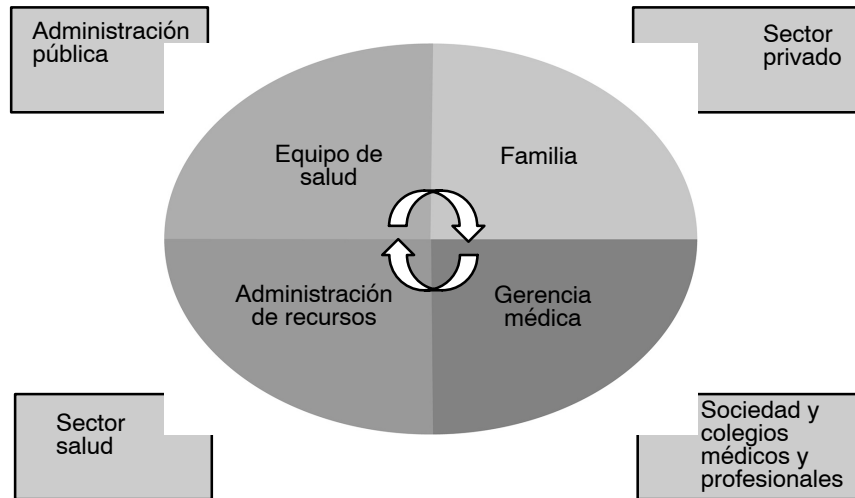 Administración
pública
Sector
privado
Equipo de
salud
Familia
Administración
de recursos
Gerencia
médica
Sector
salud
Sociedad y
colegios
médicos y
profesionales